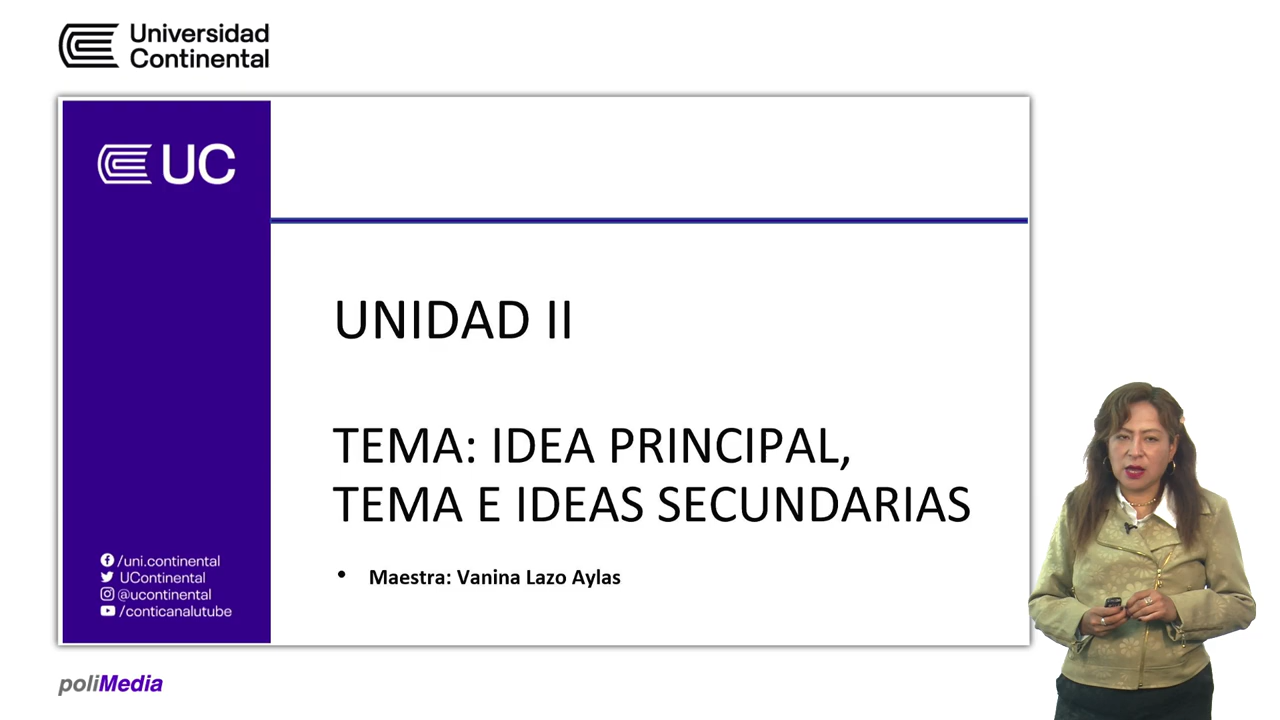 Universidad
Continental
UC
UNIDAD II
TEMA: IDEA PRINCIPAL,
TEMA E IDEAS SECUNDARIAS
• Maestra: Vanina Lazo Aylas
/uni.continental
UContinental
@ucontinental
/conticanalutube
poliMedia